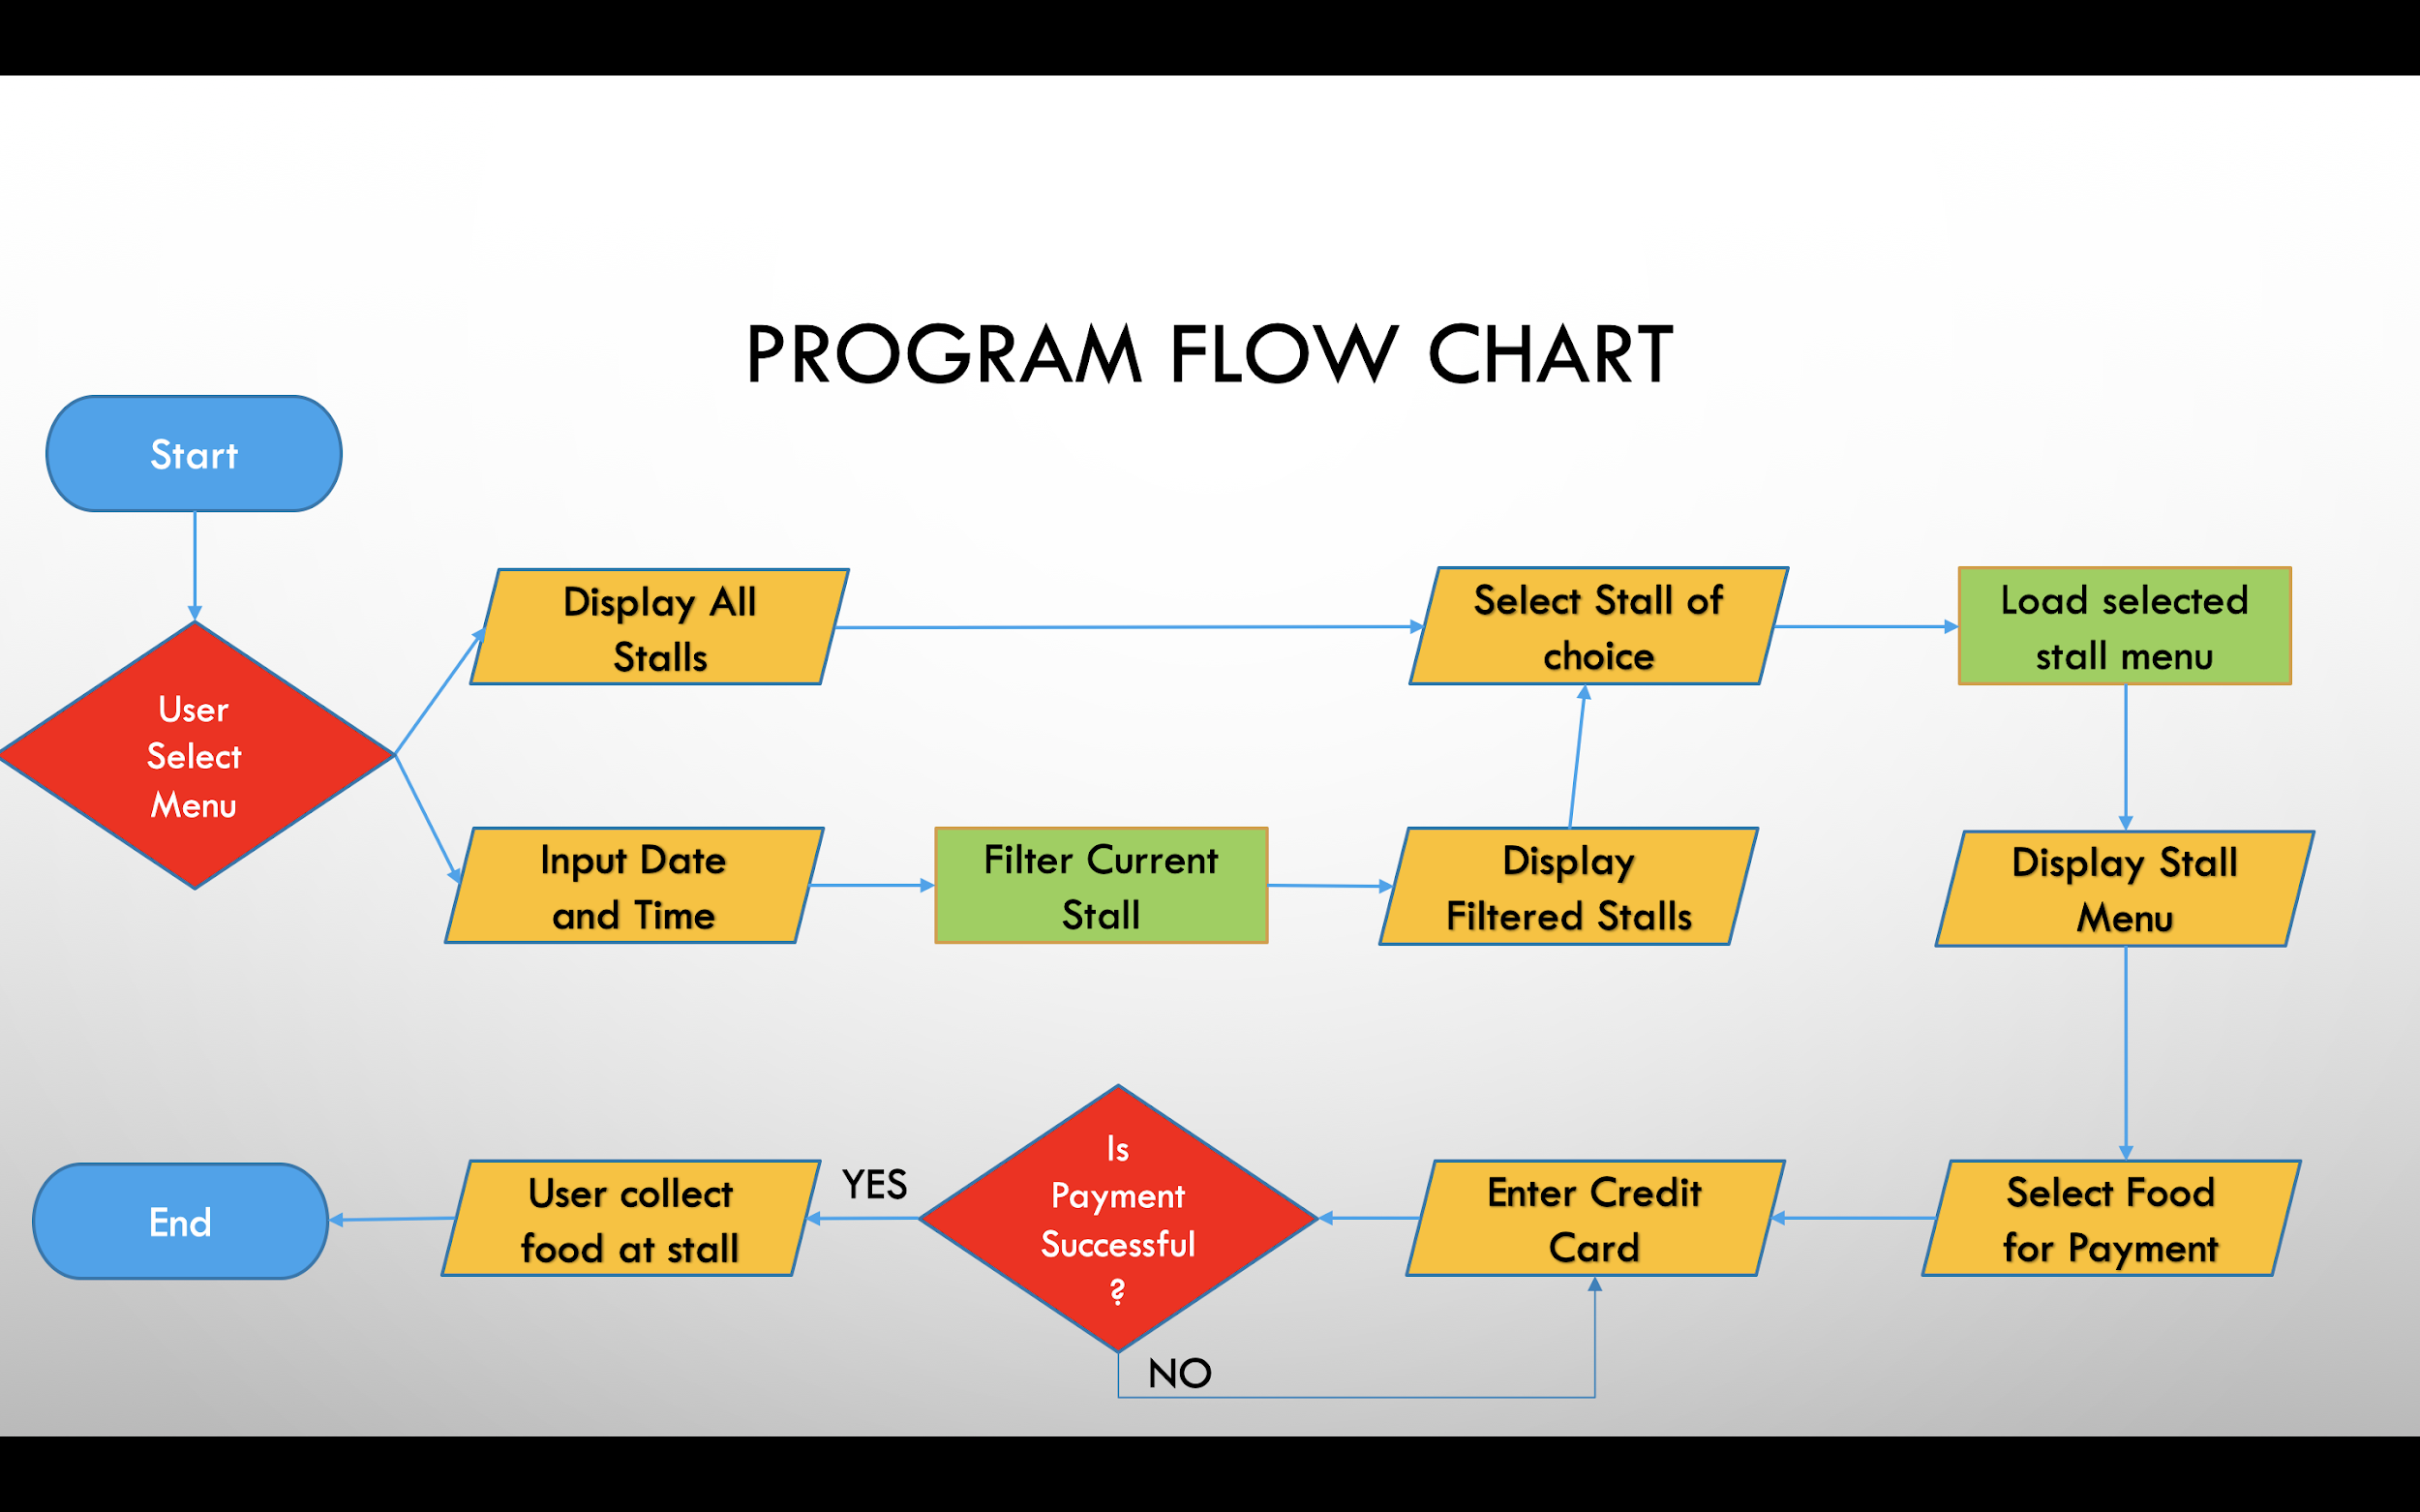 PROGRAM FLOW CHART
Start
User
Select
Menu
Display All
Stalls
Select Stall of
choice
Load selected
stall menu
Input Date
and Time
Filter Current
Stall
Display
Filtered Stalls
Display Stall
Menu
End
User collect
food at stall
YES
Is
Payment
Successful
?
NO
Enter Credit
Card
Select Food
for Payment